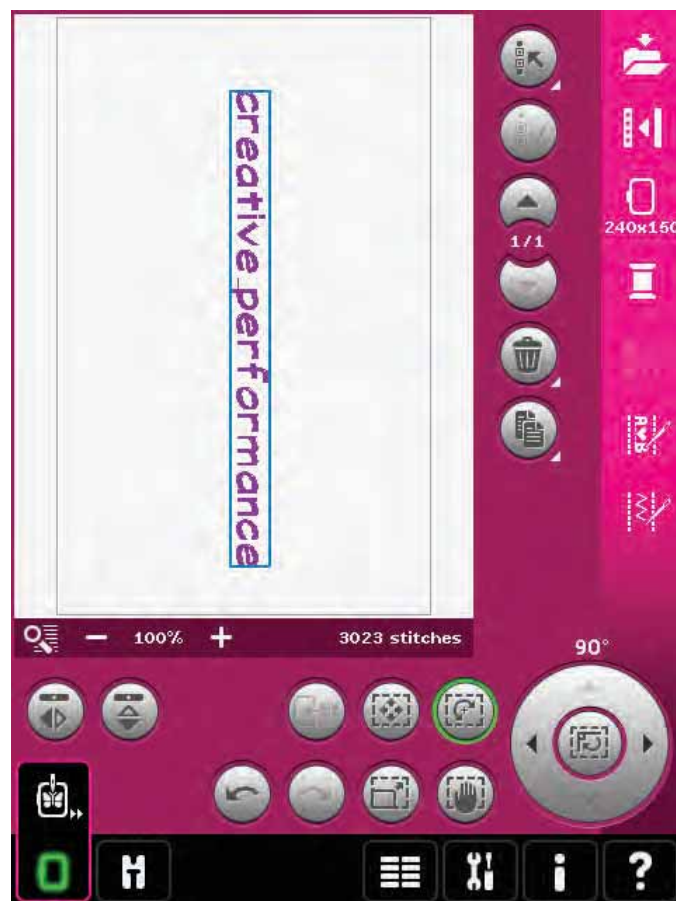 creative performance
1/1
240x150
100%
3023 stitches
90°
A♥B
i
?